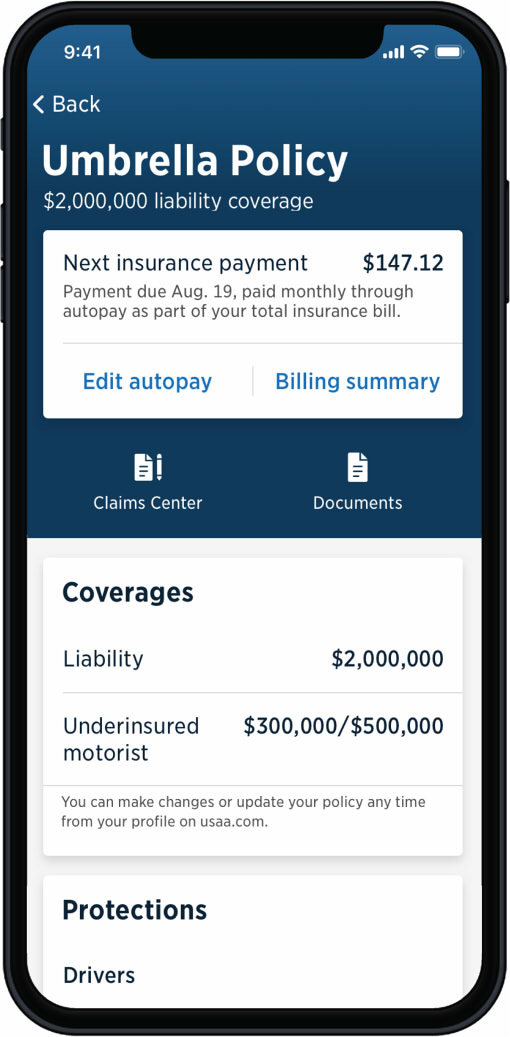 9:41
Back
Umbrella Policy
$2,000,000 liability coverage
Next insurance payment $147.12
Payment due Aug. 19, paid monthly through
autopay as part of your total insurance bill.
Edit autopay Billing summary
Claims Center Documents
Coverages
Liability $2,000,000
Underinsured $300,000/$500,000
motorist
You can make changes or update your policy any time
from your profile on usaa.com.
Protections
Drivers